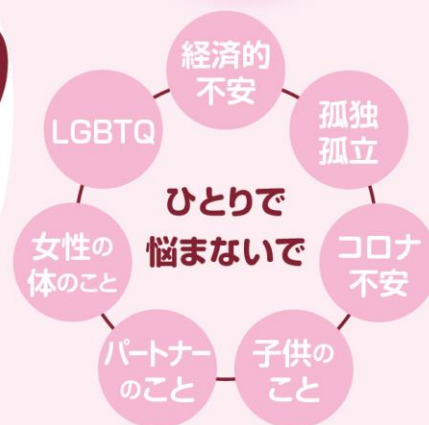 経済的
不安
孤独
孤立
コロナ
不安
子供の
こと
パートナー
のこと
女性の
体のこと
LGBTQ
ひとりで
悩まないで